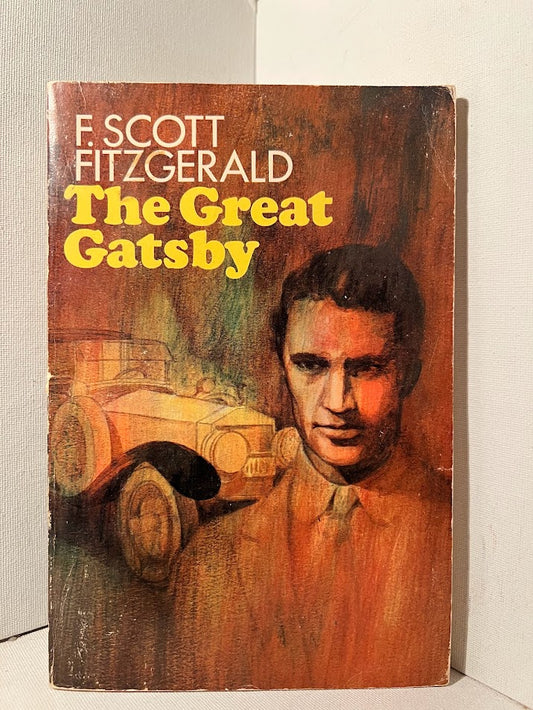 F. SCOTT
FITZGERALD
The Great
Gatsby